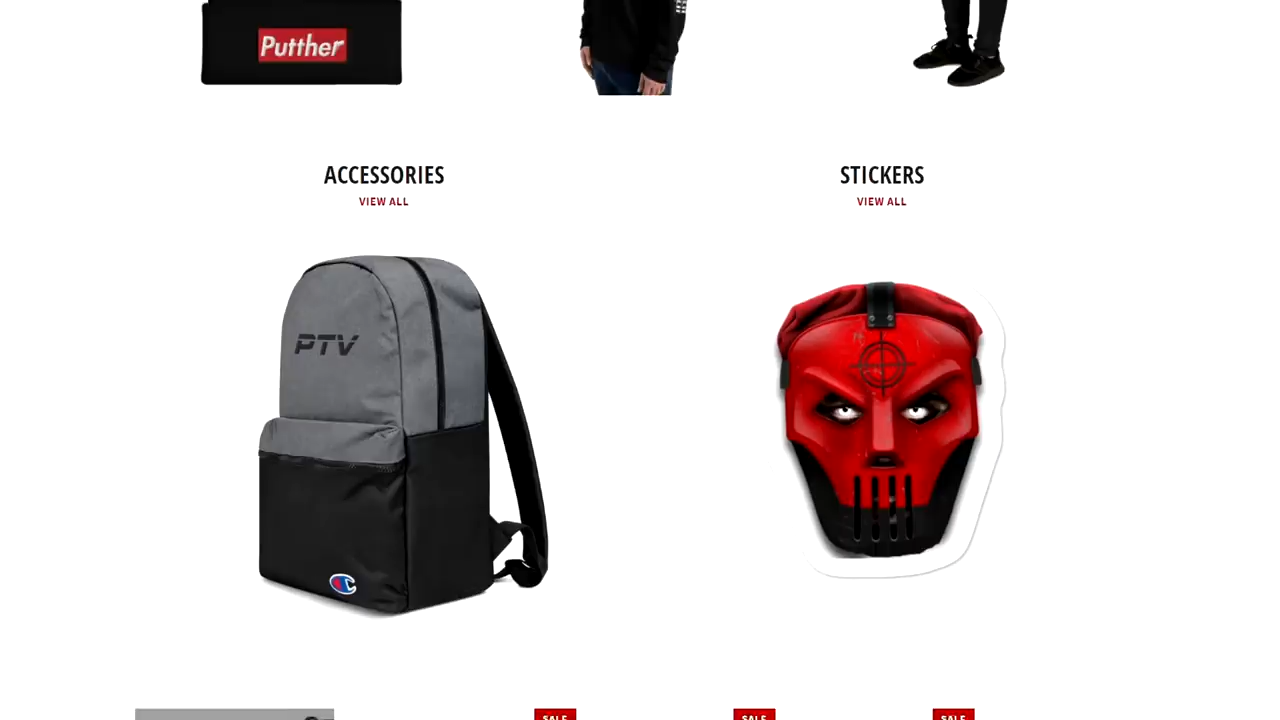 Putther
ACCESSORIES
STICKERS
VIEW ALL
VIEW ALL
PTV
SALE
SALE
SALE